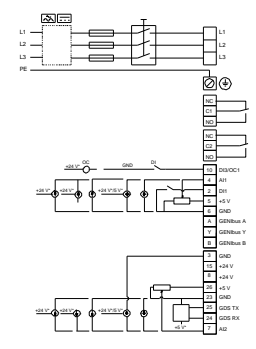 L1 L1
L2 L2
L3 L3
PE
NC
C1
NO
NC
C2
NO
+24 V* OC GND DI 10 DI3/OC1
4 AI1
+24 V* +24 V* +24 V*/5 V* 2 DI1
5 +5 V
6 GND
A GENIbus A
Y GENIbus Y
B GENIbus B
3 GND
15 +24 V
8 +24 V
26 +5 V
23 GND
+24 V* +24 V* +24 V*/5 V* 25 GDS TX
24 GDS RX
+5 V* 7 AI2